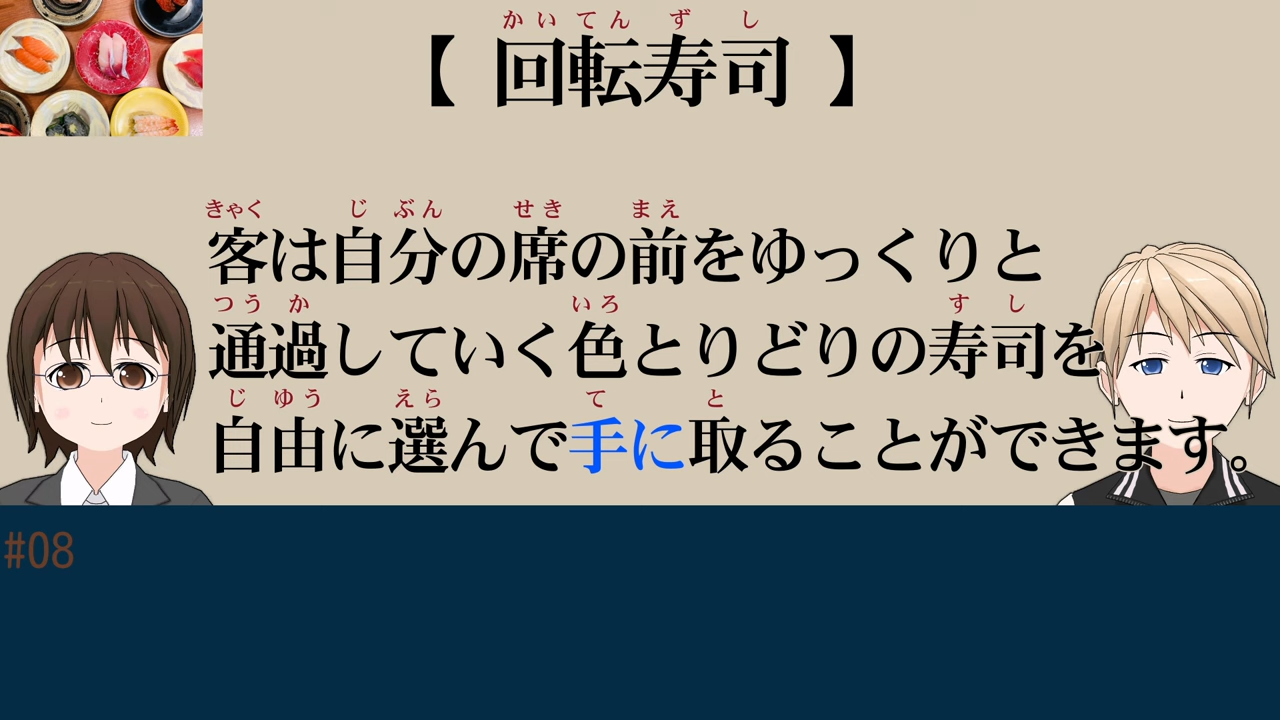 かいてんずし
【 回転寿司 】
きゃく じぶん せき まえ
客は自分の席の前をゆっくりと
つうか いろ すし
通過していく色とりどりの寿司を
じゆう えら て と
自由に選んで手に取ることができます。
#08